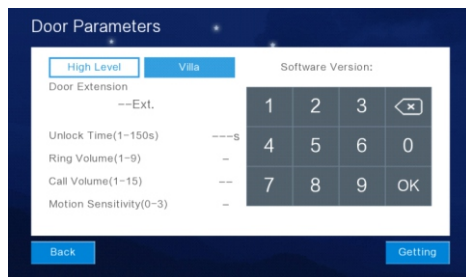 Door Parameters
High Level
Villa
Software Version:
Door Extension
--Ext.
Unlock Time(1-150s) ---s
Ring Volume(1-9) -
Call Volume(1-15) --
Motion Sensitivity(0-3) -
1 2 3
4 5 6 0
7 8 9 OK
Back
Getting